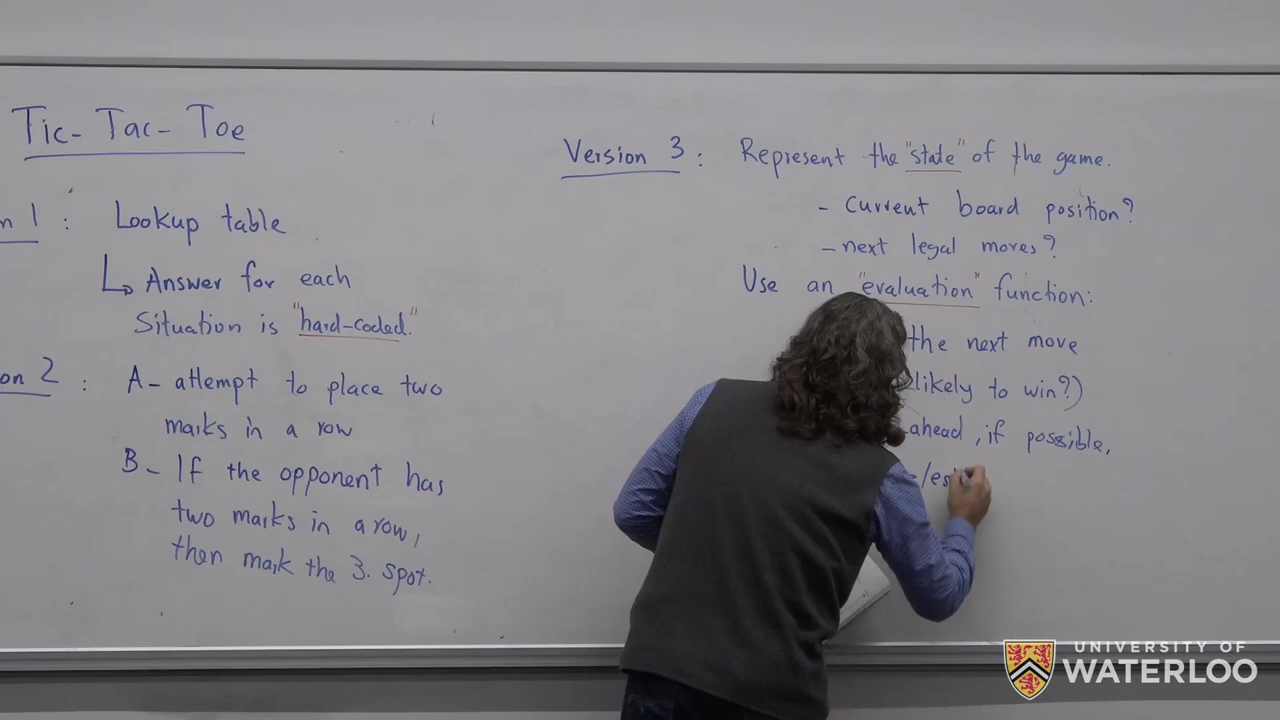 Tic-Tac-Toe
n 1 : Lookup table
↳ Answer for each
Situation is "hard-coded."
on 2 : A- attempt to place two
marks in a row
B- If the opponent has
two marks in a row,
then mark the 3. spot.
Version 3 : Represent the "state" of the game.
- current board position?
- next legal moves?
Use an "evaluation" function:
the next move
likely to win?)
ahead, if possible,
/es
UNIVERSITY OF
WATERLOO